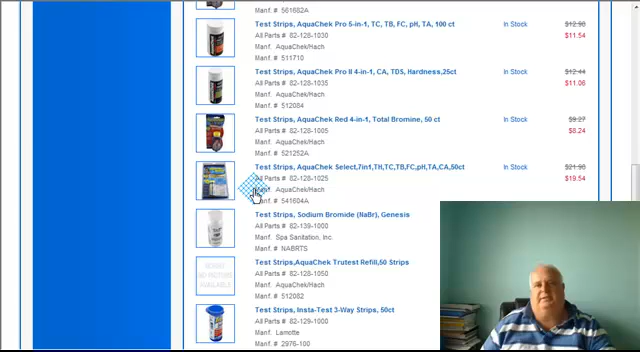 Manf. # 561682A
Test Strips, AquaChek Pro 5-in-1, TC, TB, FC, pH, TA, 100 ct
In Stock
$12.98
All Parts # 82-128-1030
$11.54
Manf. AquaChek/Hach
Manf. # 511710
Test Strips, AquaChek Pro II 4-in-1, CA, TDS, Hardness,25ct
In Stock
$12.44
All Parts # 82-128-1035
$11.06
Manf. AquaChek/Hach
Manf. # 512084
Test Strips, AquaChek Red 4-in-1, Total Bromine, 50 ct
In Stock
$9.27
All Parts # 82-128-1005
$8.24
Manf. AquaChek/Hach
Manf. # 521252A
Test Strips, AquaChek Select,7in1,TH,TC,TB,FC,pH,TA,CA,50ct
In Stock
$21.98
All Parts # 82-128-1025
$19.54
Manf. AquaChek/Hach
Manf. # 541604A
Test Strips, Sodium Bromide (NaBr), Genesis
All Parts # 82-139-1000
Manf. Spa Sanitation, Inc.
Manf. # NABRTS
Test Strips,AquaChek Trutest Refill,50 Strips
All Parts # 82-128-1050
Manf. AquaChek/Hach
Manf. # 512082
NO PICTURE
AVAILABLE
Test Strips, Insta-Test 3-Way Strips, 50ct
All Parts # 82-129-1000
Manf. Lamotte
Manf. # 2976-100